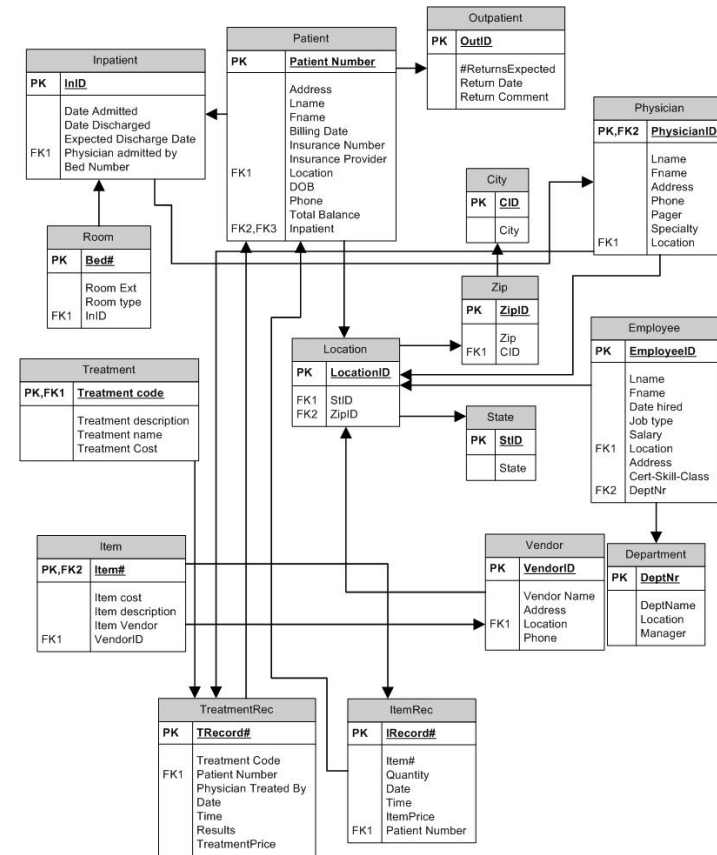 Inpatient
PK InID
Date Admitted
Date Discharged
Expected Discharge Date
FK1 Physician admitted by
Bed Number
Patient
PK Patient Number
Address
Lname
Fname
Billing Date
Insurance Number
Insurance Provider
FK1 Location
DOB
Phone
Total Balance
FK2,FK3 Inpatient
Outpatient
PK OutID
#ReturnsExpected
Return Date
Return Comment
Physician
PK,FK2 PhysicianID
Lname
Fname
Address
Phone
Pager
Specialty
FK1 Location
City
PK CID
City
Room
PK Bed#
Room Ext
Room type
FK1 InID
Zip
PK ZipID
Zip
FK1 CID
Location
PK LocationID
FK1 StID
FK2 ZipID
Employee
PK EmployeeID
Lname
Fname
Date hired
Job type
Salary
FK1 Location
Address
Cert-Skill-Class
FK2 DeptNr
Treatment
PK,FK1 Treatment code
Treatment description
Treatment name
Treatment Cost
State
PK StID
State
Item
PK,FK2 Item#
Item cost
Item description
Item Vendor
FK1 VendorID
Vendor
PK VendorID
Vendor Name
Address
FK1 Location
Phone
Department
PK DeptNr
DeptName
Location
Manager
TreatmentRec
PK TRecord#
Treatment Code
FK1 Patient Number
Physician Treated By
Date
Time
Results
TreatmentPrice
ItemRec
PK IRecord#
Item#
Quantity
Date
Time
ItemPrice
FK1 Patient Number